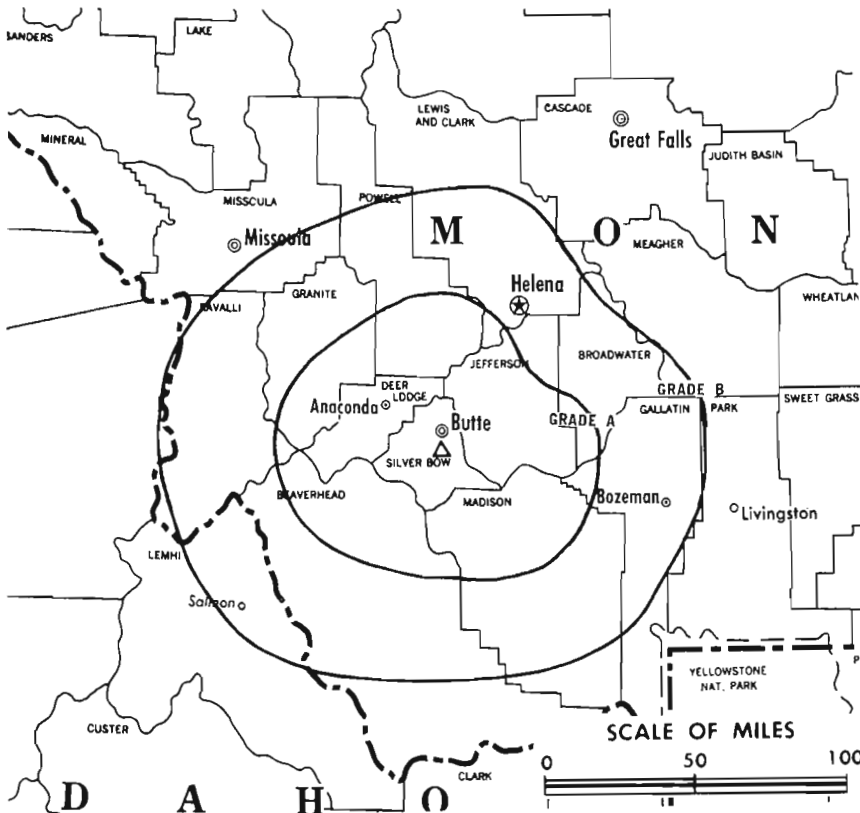 LAKE
SANDERS
LEWIS
AND CLARK
CASCADE
Great Falls
MINERAL
JUDITH BASIN
MISSCULA
POWELL
M O N
Missoula
MEAGHER
Helena
GRANITE
RAVALLI
WHEATLAN
BROADWATER
JEFFERSON
DEER
LODGE
GRADE B
Anaconda
GALLATIN PARK
SWEET GRASS
GRADE A
Butte
SILVER BOW
BEAVERHEAD
MADISON
Bozeman
Livingston
LEMHI
Salmon
YELLOWSTONE
NAT. PARK
P
CUSTER
SCALE OF MILES
0 50 100
CLARK
D A H O